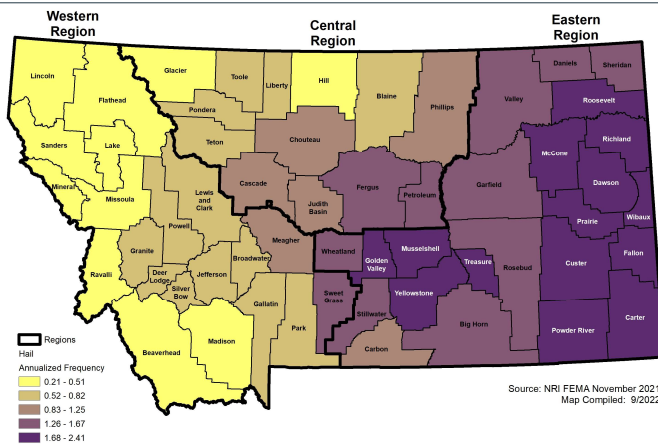 Western
Region
Central
Region
Eastern
Region
Lincoln
Flathead
Glacier
Toole
Liberty
Hill
Blaine
Phillips
Valley
Daniels
Sheridan
Roosevelt
Pondera
Teton
Chouteau
Sanders
Lake
Mineral
Missoula
Lewis
and
Clark
Powell
Cascade
Judith
Basin
Fergus
Petroleum
Garfield
McCone
Richland
Dawson
Prairie
Wibaux
Ravalli
Granite
Deer
Lodge
Silver
Bow
Jefferson
Broadwater
Meagher
Wheatland
Golden
Valley
Musselshell
Treasure
Rosebud
Custer
Fallon
Beaverhead
Madison
Gallatin
Park
Sweet
Grass
Stillwater
Yellowstone
Carbon
Big Horn
Powder River
Carter
Regions
Hail
Annualized Frequency
0.21 - 0.51
0.52 - 0.82
0.83 - 1.25
1.26 - 1.67
1.68 - 2.41
Source: NRI FEMA November 2021
Map Compiled: 9/2022